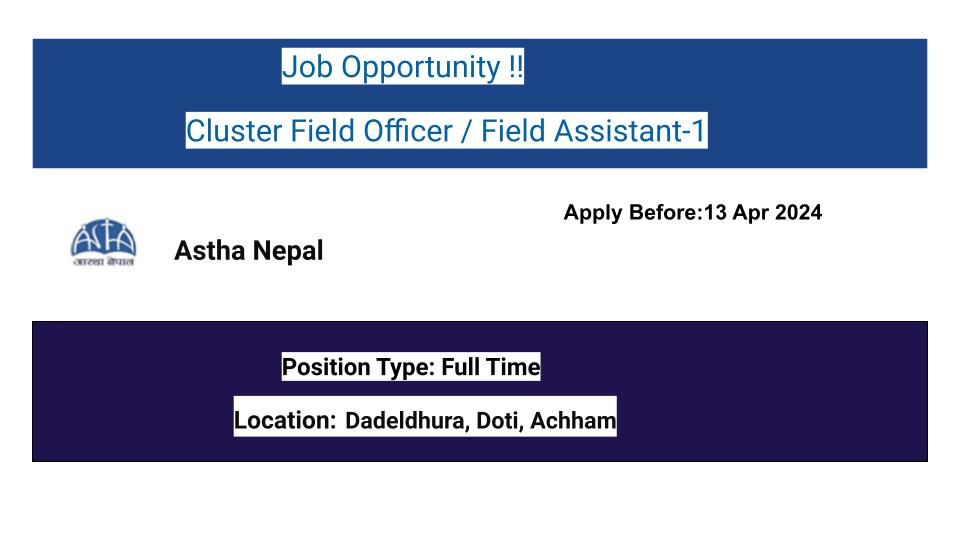 Job Opportunity !!
Cluster Field Officer / Field Assistant-1
Apply Before:13 Apr 2024
ASTHA
आस्था नेपाल
Astha Nepal
Position Type: Full Time
Location: Dadeldhura, Doti, Achham